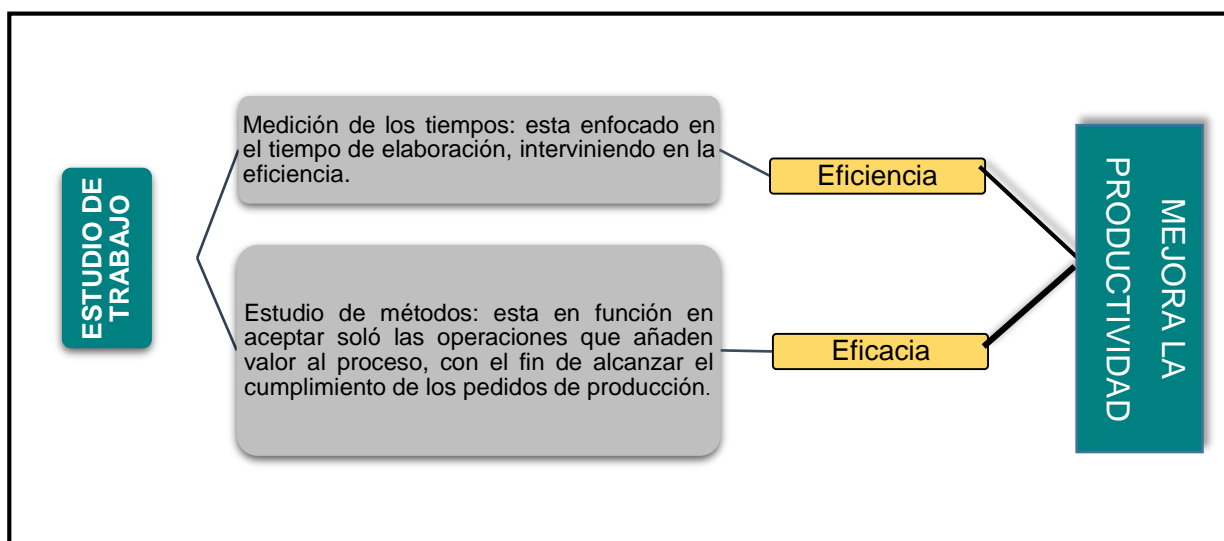 ESTUDIO DE
TRABAJO
Medición de los tiempos: esta enfocado en
el tiempo de elaboración, interviniendo en la
eficiencia.
Eficiencia
Estudio de métodos: esta en función en
aceptar soló las operaciones que añaden
valor al proceso, con el fin de alcanzar el
cumplimiento de los pedidos de producción.
Eficacia
MEJORA LA
PRODUCTIVIDAD